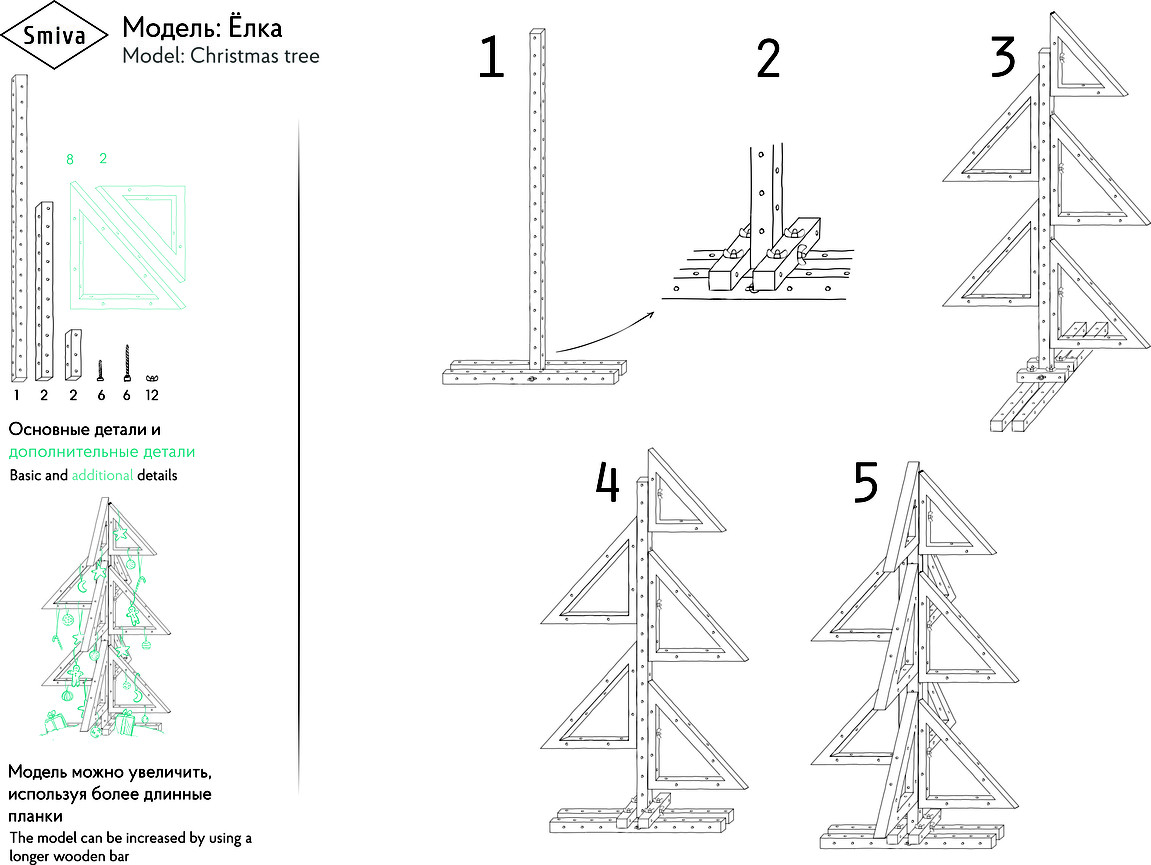 Smiva
Модель: Ёлка
Model: Christmas tree
8 2
1 2 2 6 6 12
Основные детали и
дополнительные детали
Basic and additional details
Модель можно увеличить,
используя более длинные
планки
The model can be increased by using a
longer wooden bar
1
2
3
4
5